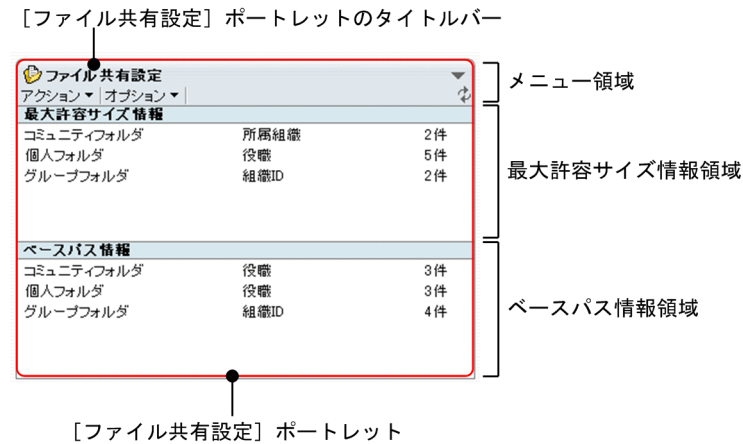 ［ファイル共有設定］ポートレットのタイトルバー
ファイル共有設定
アクション▼ オプション▼
メニュー領域
最大許容サイズ情報
コミュニティフォルダ 所属組織 2件
個人フォルダ 役職 5件
グループフォルダ 組織ID 2件
最大許容サイズ情報領域
ベースパス情報
コミュニティフォルダ 役職 3件
個人フォルダ 役職 3件
グループフォルダ 組織ID 4件
ベースパス情報領域
［ファイル共有設定］ポートレット